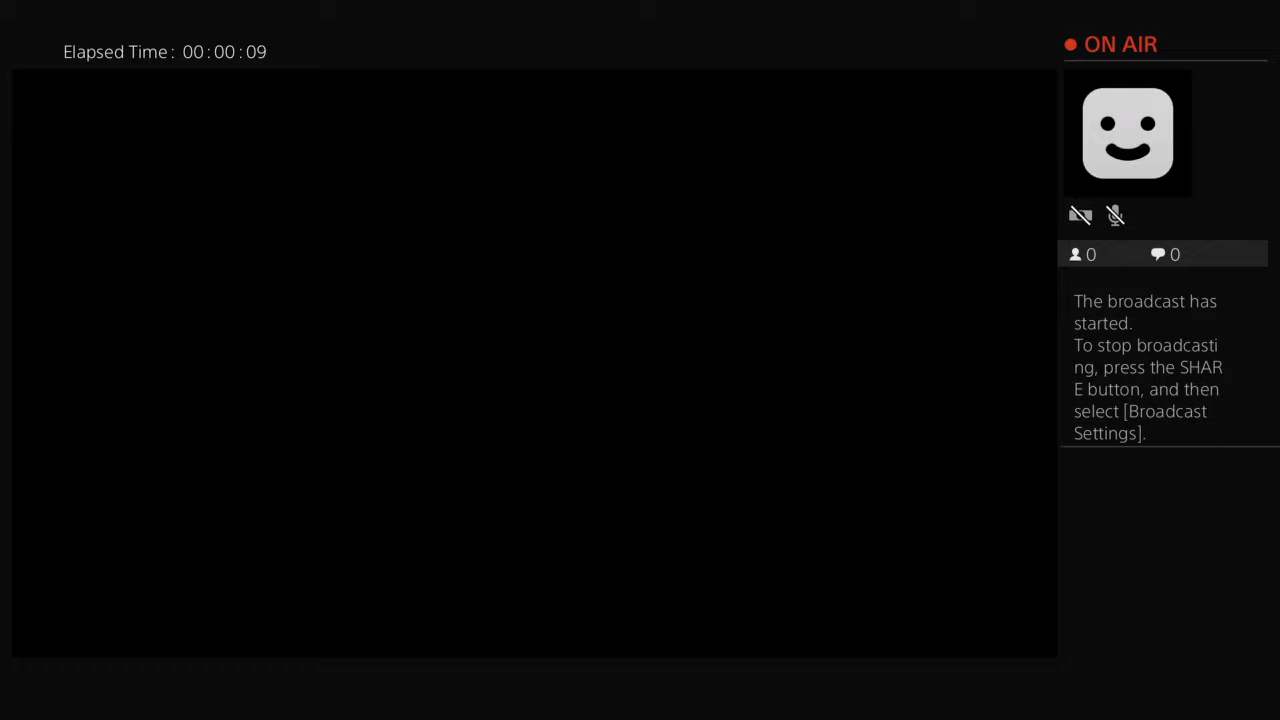 Elapsed Time: 00:00:09
ON AIR
0 0
The broadcast has
started.
To stop broadcasti
ng, press the SHAR
E button, and then
select [Broadcast
Settings].